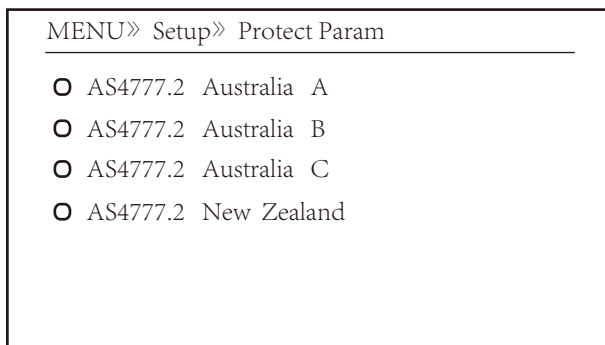 MENU》 Setup》 Protect Param
AS4777.2 Australia A
AS4777.2 Australia B
AS4777.2 Australia C
AS4777.2 New Zealand